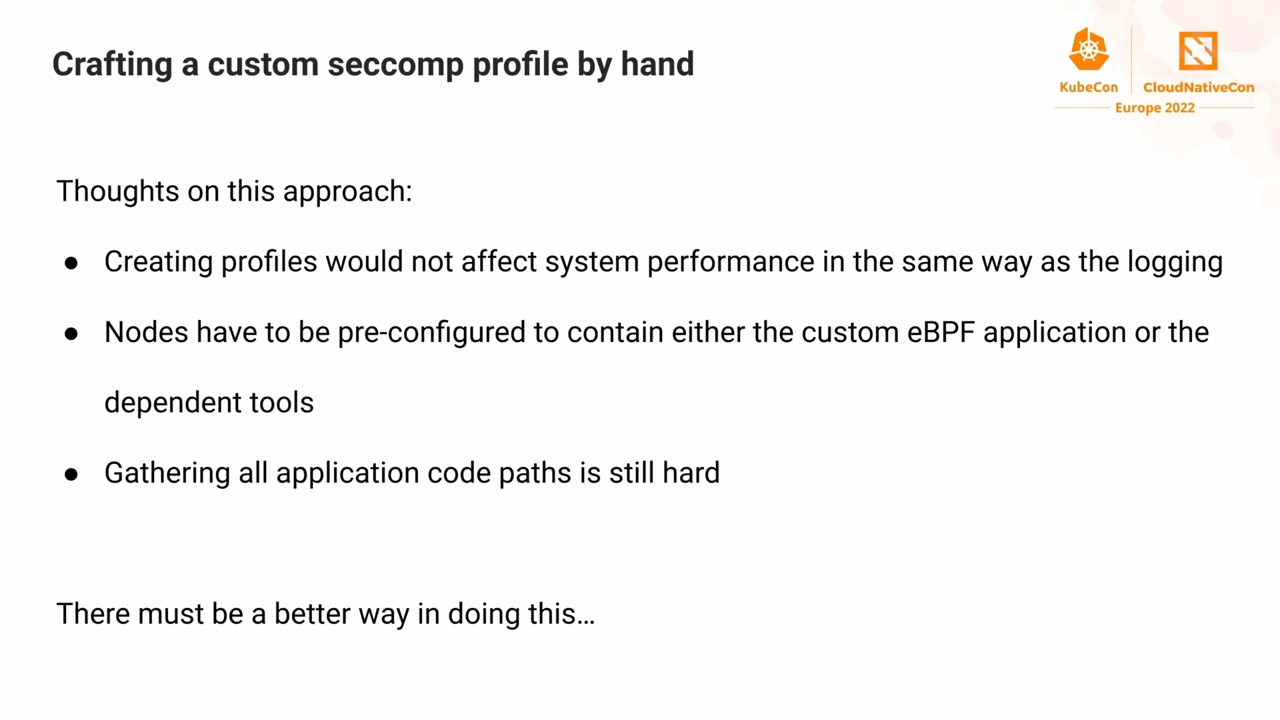 Crafting a custom seccomp profile by hand
KubeCon
CloudNativeCon
Europe 2022
Thoughts on this approach:
● Creating profiles would not affect system performance in the same way as the logging
● Nodes have to be pre-configured to contain either the custom eBPF application or the
dependent tools
● Gathering all application code paths is still hard
There must be a better way in doing this…